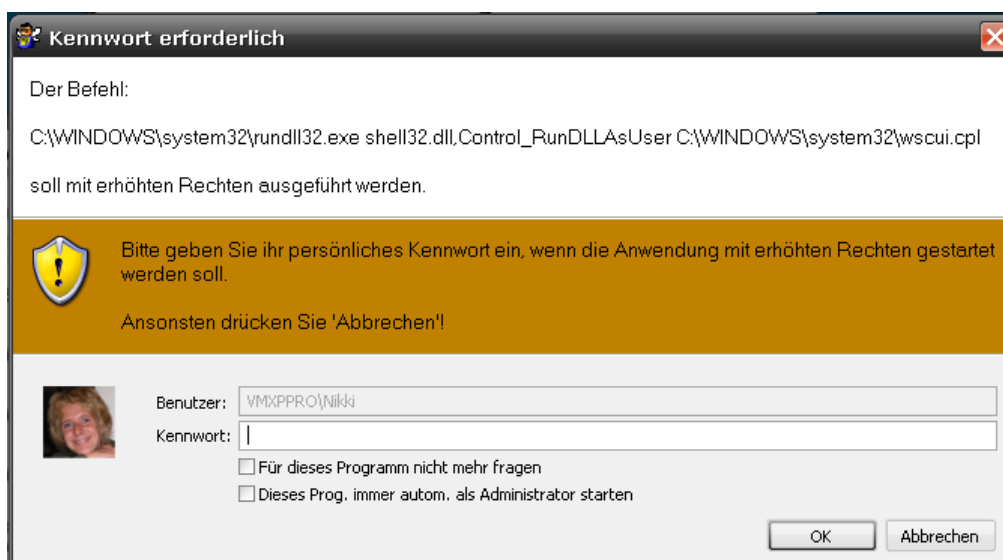 Kennwort erforderlich
Der Befehl:
C:\WINDOWS\system32\rundll32.exe shell32.dll,Control_RunDLLAsUser C:\WINDOWS\system32\wscui.cpl
soll mit erhöhten Rechten ausgeführt werden.
Bitte geben Sie ihr persönliches Kennwort ein, wenn die Anwendung mit erhöhten Rechten gestartet
werden soll.
Ansonsten drücken Sie 'Abbrechen'!
Benutzer: VMXPPRO\Nikki
Kennwort:
Für dieses Programm nicht mehr fragen
Dieses Prog. immer autom. als Administrator starten
OK Abbrechen